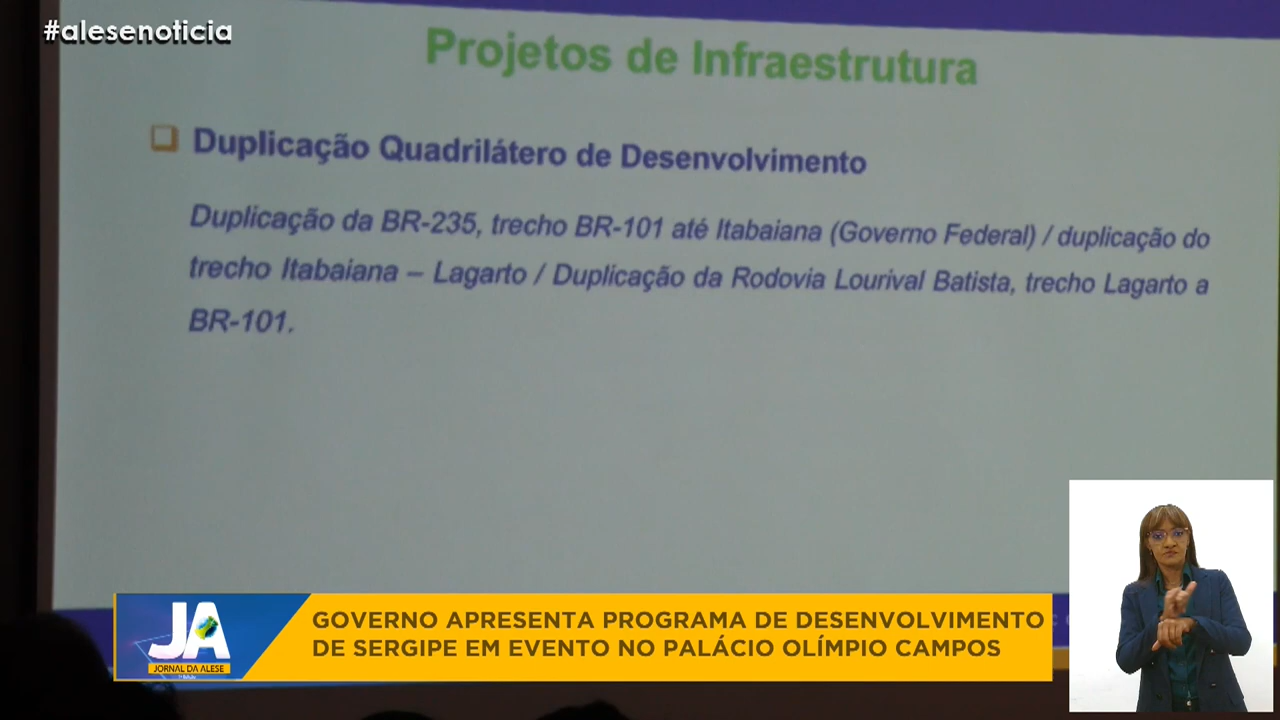 #alesenoticia
Projetos de Infraestrutura
Duplicação Quadrilátero de Desenvolvimento
Duplicação da BR-235, trecho BR-101 até Itabaiana (Governo Federal) / duplicação do
trecho Itabaiana – Lagarto / Duplicação da Rodovia Lourival Batista, trecho Lagarto a
BR-101.
JA
JORNAL DA ALESE
GOVERNO APRESENTA PROGRAMA DE DESENVOLVIMENTO
DE SERGIPE EM EVENTO NO PALÁCIO OLÍMPIO CAMPOS